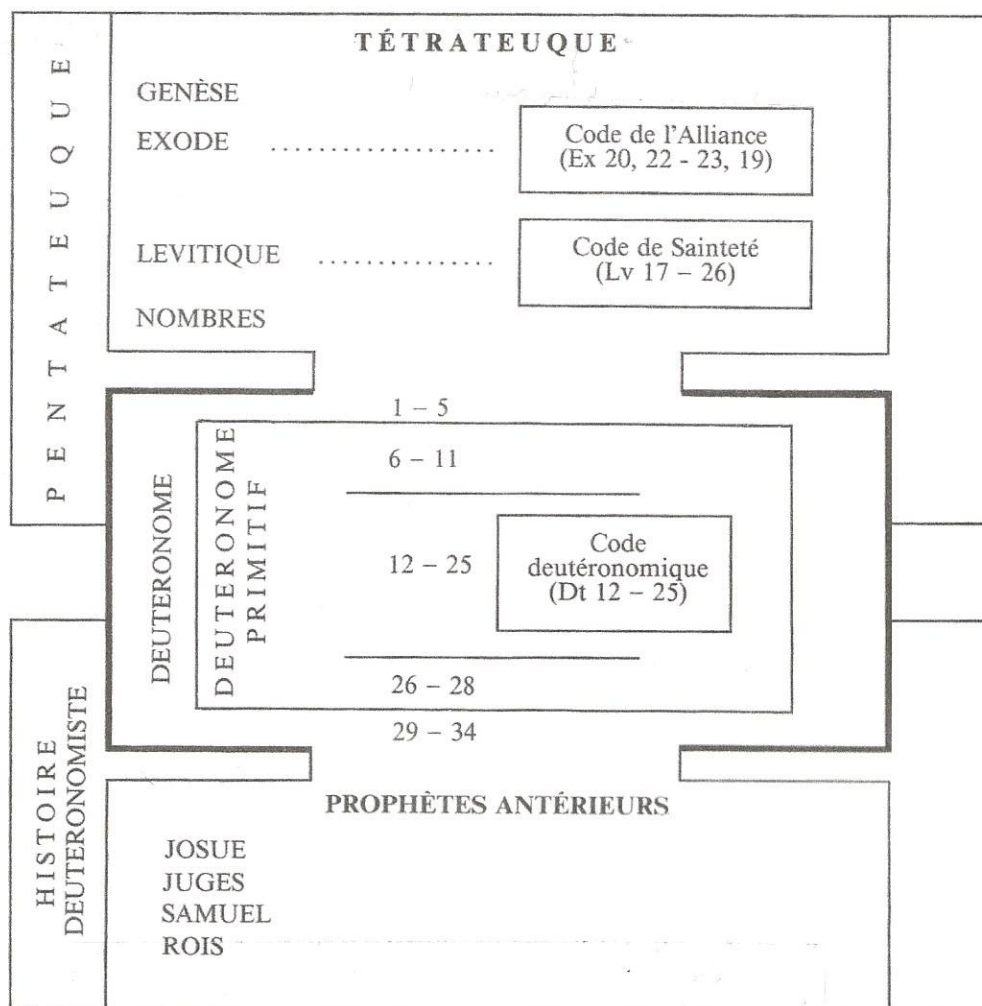 PENTATEUQUE
TÉTRATEUQUE
GENÈSE
EXODE ....................
Code de l'Alliance
(Ex 20, 22 - 23, 19)
LEVITIQUE ................
Code de Sainteté
(Lv 17 – 26)
NOMBRES
DEUTERONOME
DEUTERONOME
PRIMITIF
1 – 5
6 – 11
12 – 25
Code
deutéronomique
(Dt 12 – 25)
26 – 28
29 – 34
HISTOIRE
DEUTERONOMISTE
PROPHÈTES ANTÉRIEURS
JOSUE
JUGES
SAMUEL
ROIS